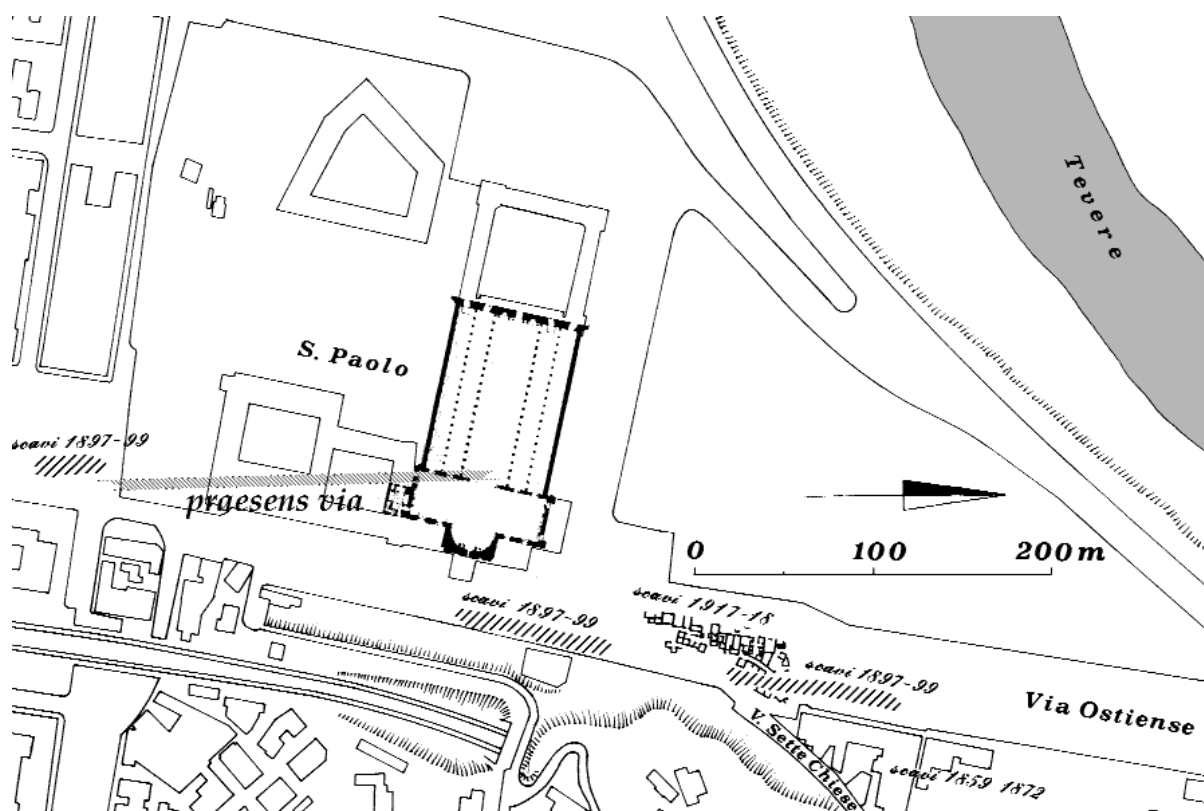 Tevere
S. Paolo
scavi 1897-99
praesens via
0 100 200m
scavi 1897-99
scavi 1917-18
scavi 1897-99
Via Ostiense
V. Sette Chiese
scavi 1859 1872